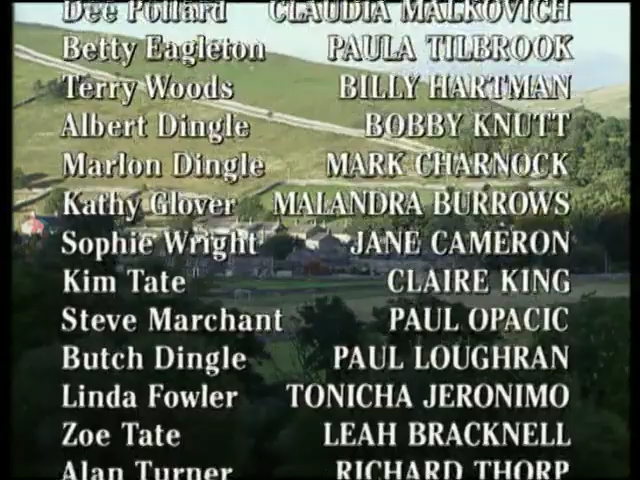 Dee Pollard CLAUDIA MALKOVICH
Betty Eagleton PAULA TILBROOK
Terry Woods BILLY HARTMAN
Albert Dingle BOBBY KNUTT
Marlon Dingle MARK CHARNOCK
Kathy Glover MALANDRA BURROWS
Sophie Wright JANE CAMERON
Kim Tate CLAIRE KING
Steve Marchant PAUL OPACIC
Butch Dingle PAUL LOUGHRAN
Linda Fowler TONICHA JERONIMO
Zoe Tate LEAH BRACKNELL
Alan Turner RICHARD THORP